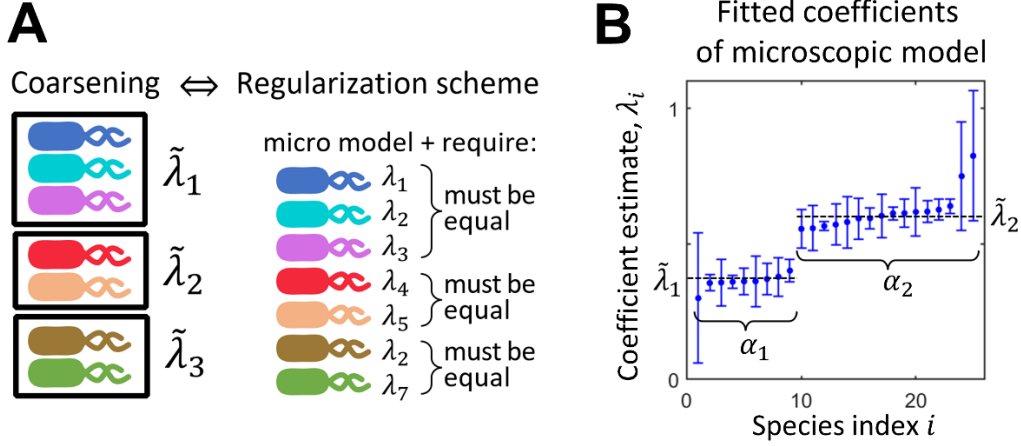 A
Coarsening ⇔ Regularization scheme
λ̃₁
λ̃₂
λ̃₃
micro model + require:
λ₁
λ₂
λ₃
must be
equal
λ₄
λ₅
must be
equal
λ₂
λ₇
must be
equal
B
Fitted coefficients
of microscopic model
Coefficient estimate, λᵢ
1
0
λ̃₁
λ̃₂
α₁
α₂
0
10
20
Species index i